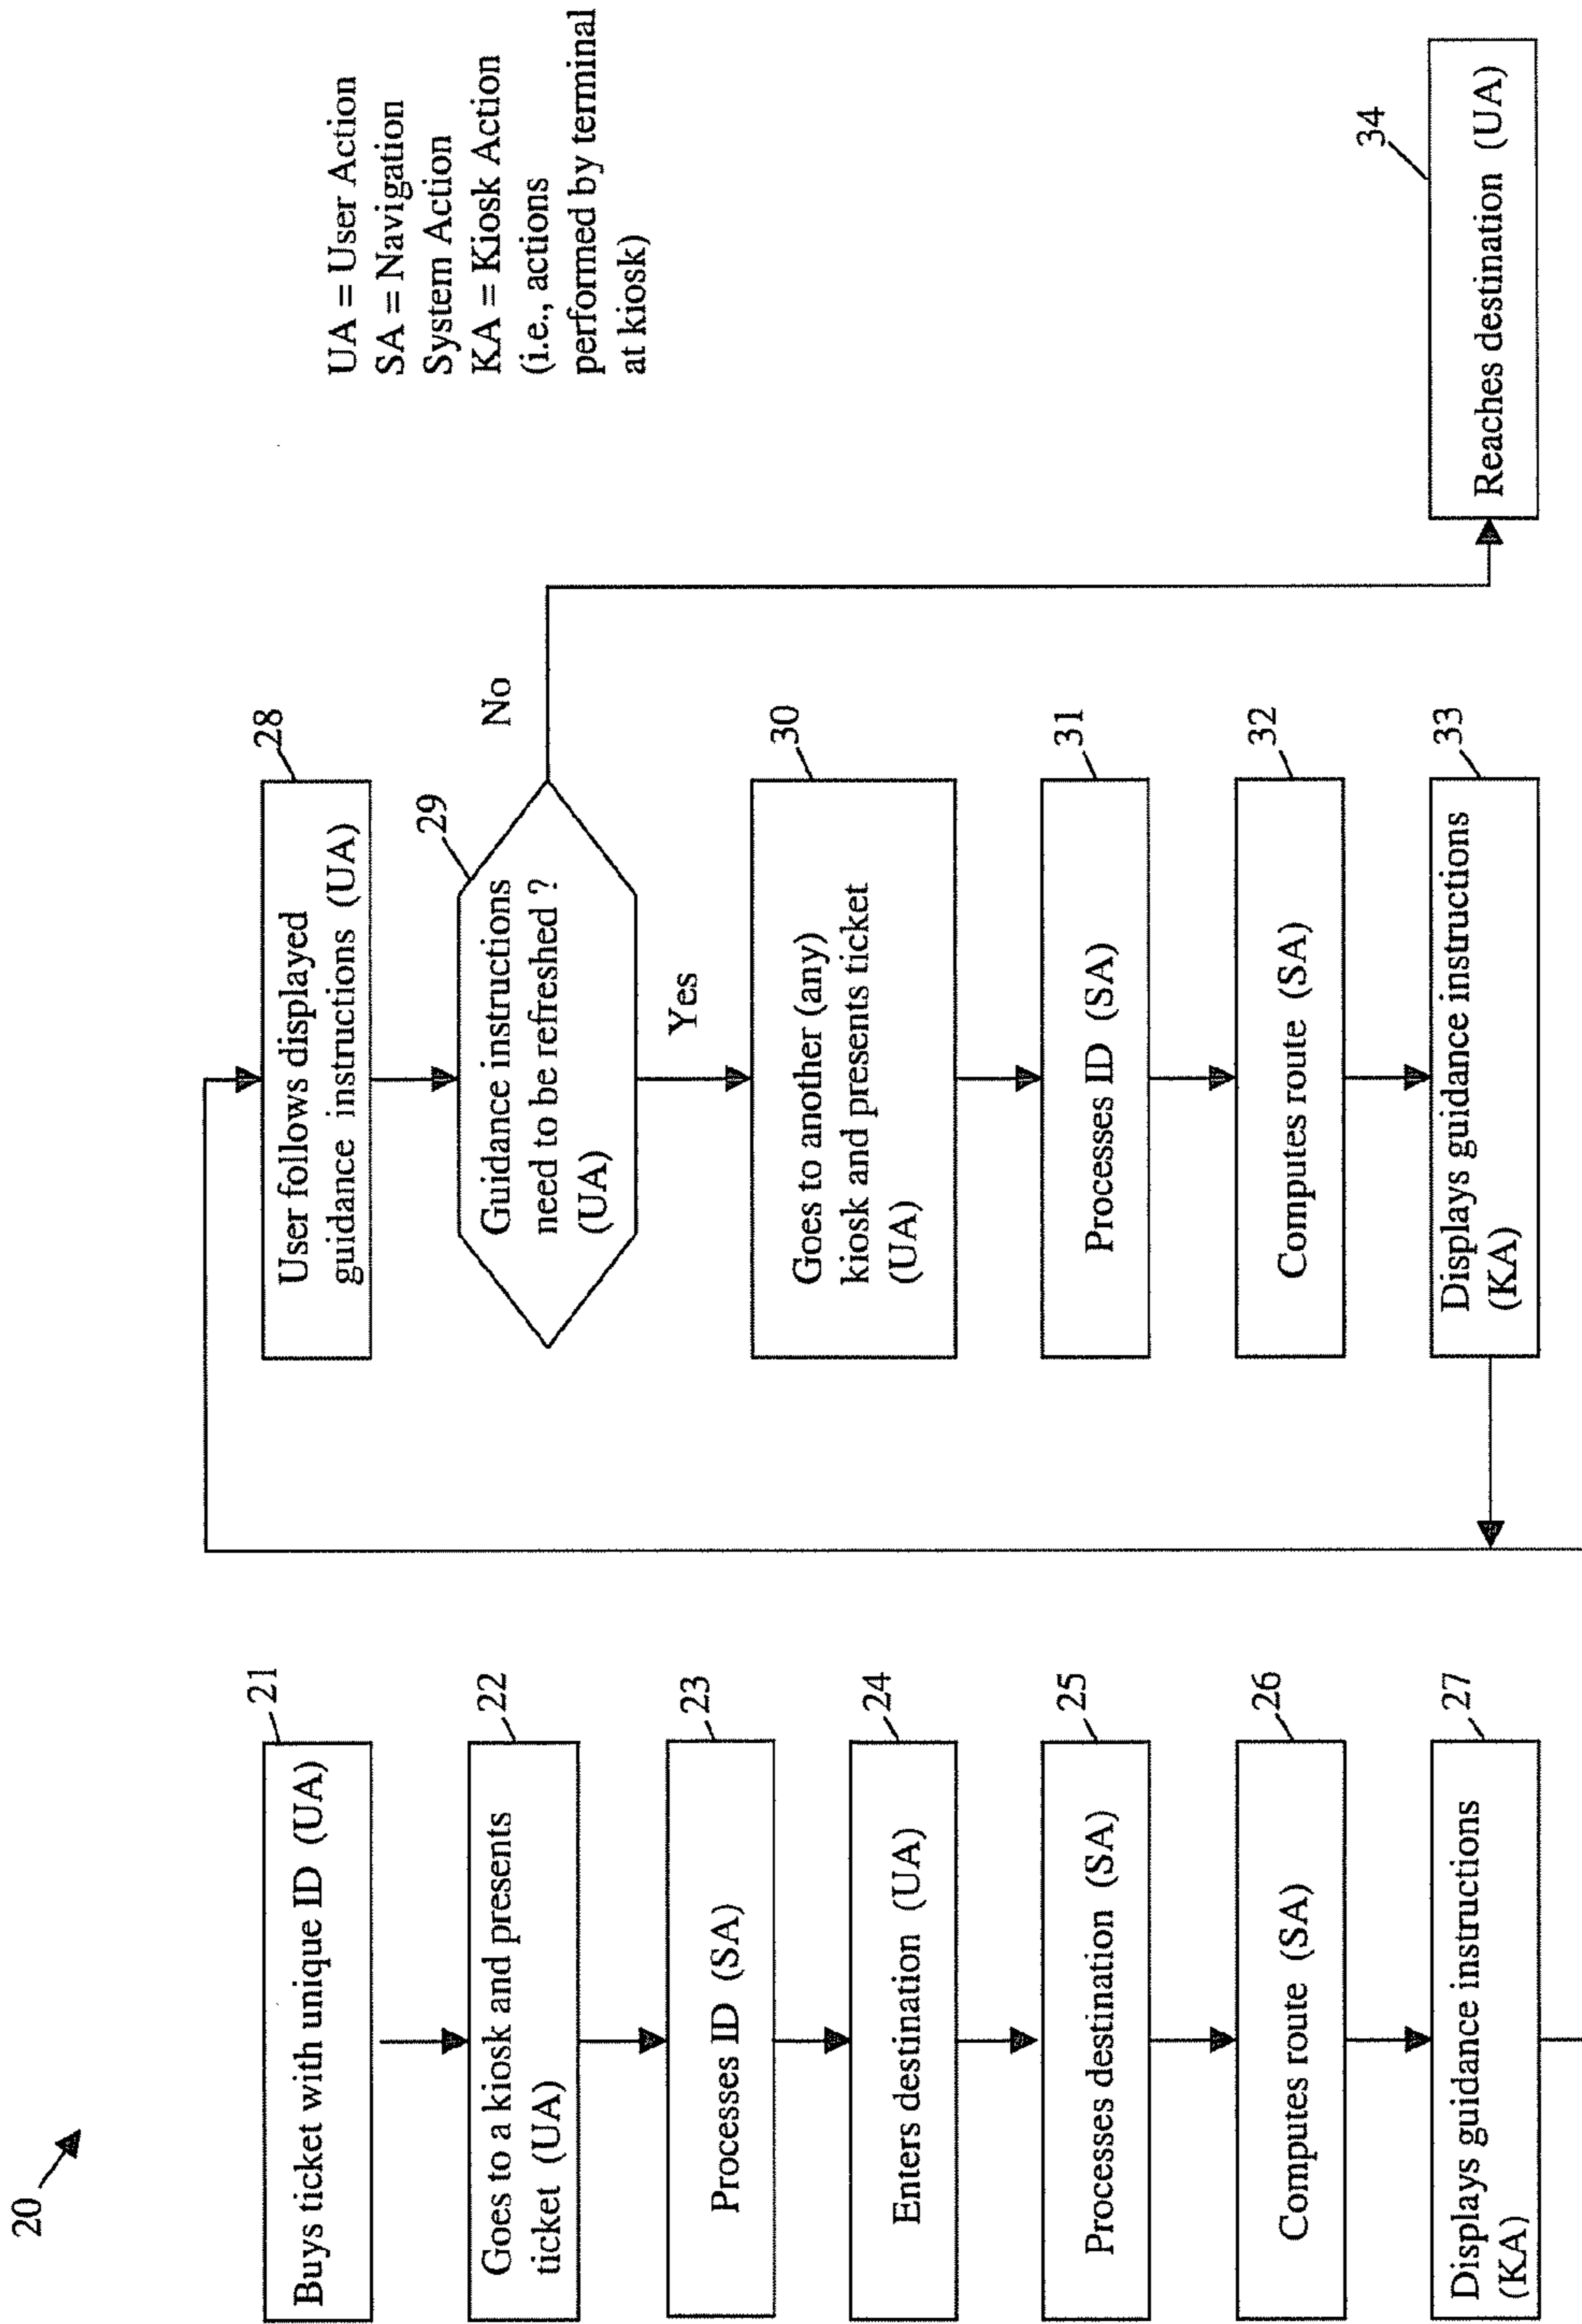 20
21
Buys ticket with unique ID (UA)
22
Goes to a kiosk and presents
ticket (UA)
23
Processes ID (SA)
24
Enters destination (UA)
25
Processes destination (SA)
26
Computes route (SA)
27
Displays guidance instructions
(KA)
28
User follows displayed
guidance instructions (UA)
29
Guidance instructions
need to be refreshed ?
(UA)
No
Yes
30
Goes to another (any)
kiosk and presents ticket
(UA)
31
Processes ID (SA)
32
Computes route (SA)
33
Displays guidance instructions
(KA)
UA = User Action
SA = Navigation
System Action
KA = Kiosk Action
(i.e., actions
performed by terminal
at kiosk)
34
Reaches destination (UA)